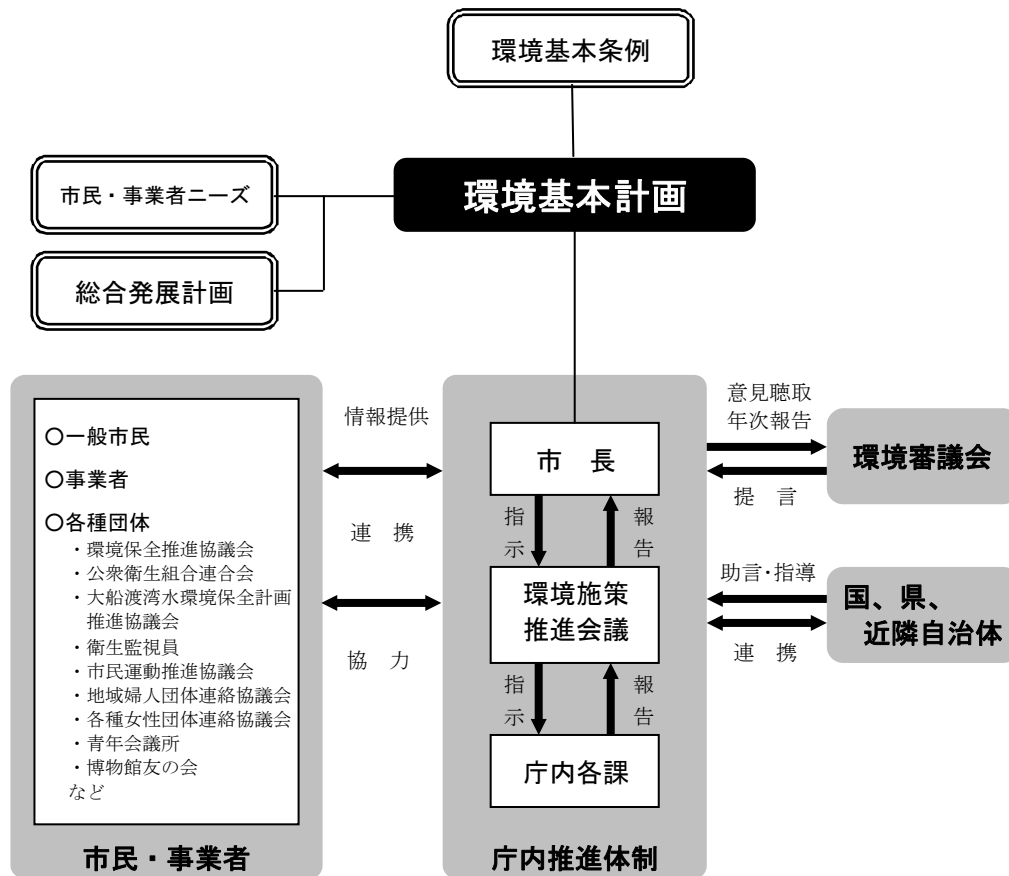 環境基本条例
市民・事業者ニーズ
環境基本計画
総合発展計画
○一般市民
○事業者
○各種団体
・環境保全推進協議会
・公衆衛生組合連合会
・大船渡湾水環境保全計画
推進協議会
・衛生監視員
・市民運動推進協議会
・地域婦人団体連絡協議会
・各種女性団体連絡協議会
・青年会議所
・博物館友の会
など
市民・事業者
情報提供
連 携
協 力
市 長
指示
報告
環境施策
推進会議
指示
報告
庁内各課
庁内推進体制
意見聴取
年次報告
提 言
環境審議会
助言・指導
連 携
国、県、
近隣自治体